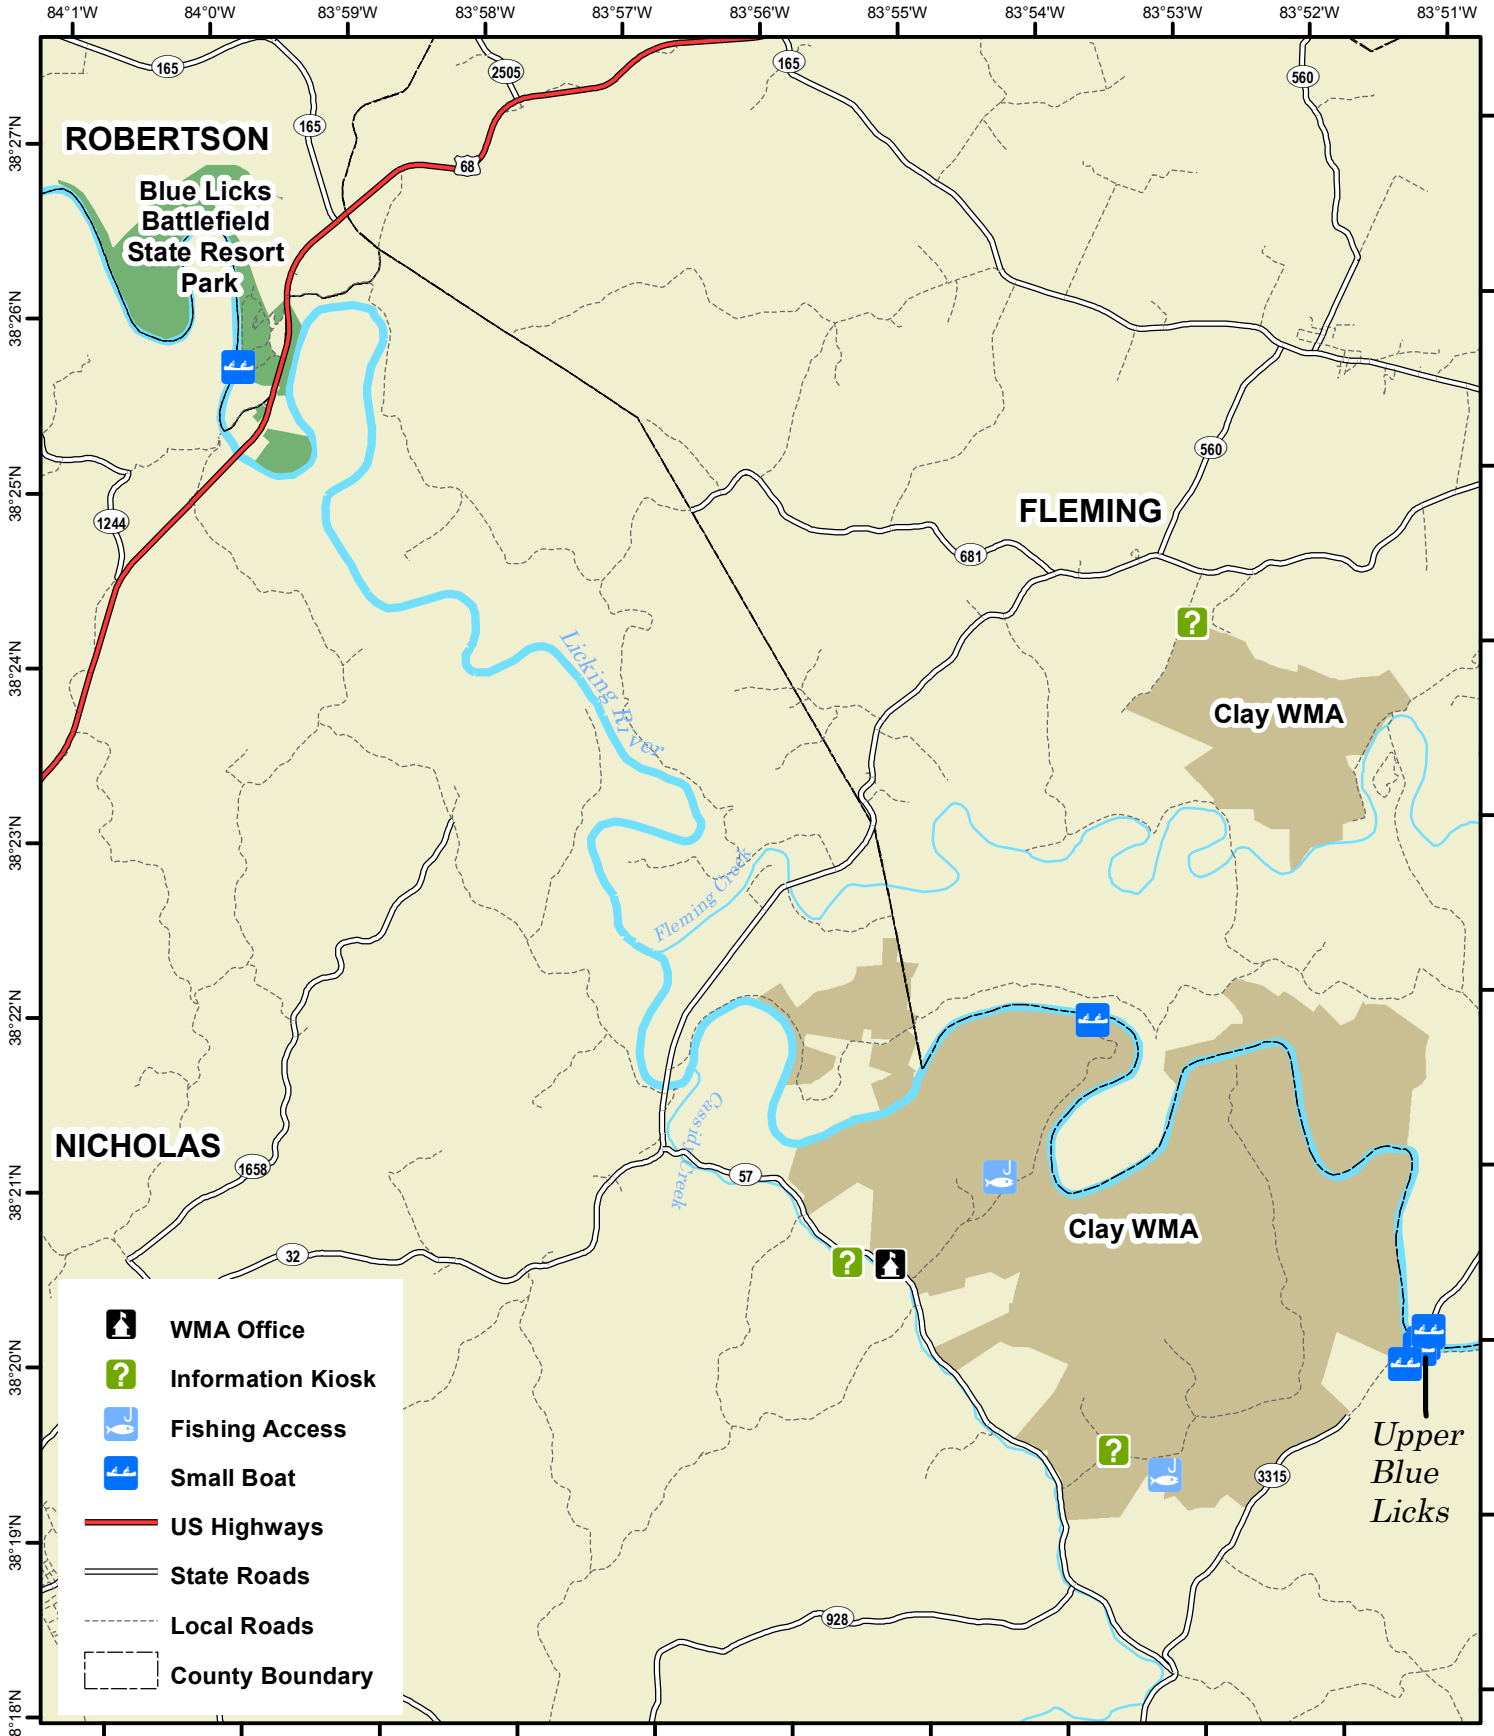 84°1'W
84°0'W
83°59'W
83°58'W
83°57'W
83°56'W
83°55'W
83°54'W
83°53'W
83°52'W
83°51'W
38°27'N
38°26'N
38°25'N
38°24'N
38°23'N
38°22'N
38°21'N
38°20'N
38°19'N
8°18'N
165
2505
165
560
165
68
ROBERTSON
Blue Licks
Battlefield
State Resort
Park
560
1244
FLEMING
681
?
Licking River
Clay WMA
Fleming Creek
Cassidy Creek
NICHOLAS
1658
57
32
Clay WMA
?
?
Upper
Blue
Licks
3315
928
WMA Office
? Information Kiosk
Fishing Access
Small Boat
US Highways
State Roads
Local Roads
County Boundary